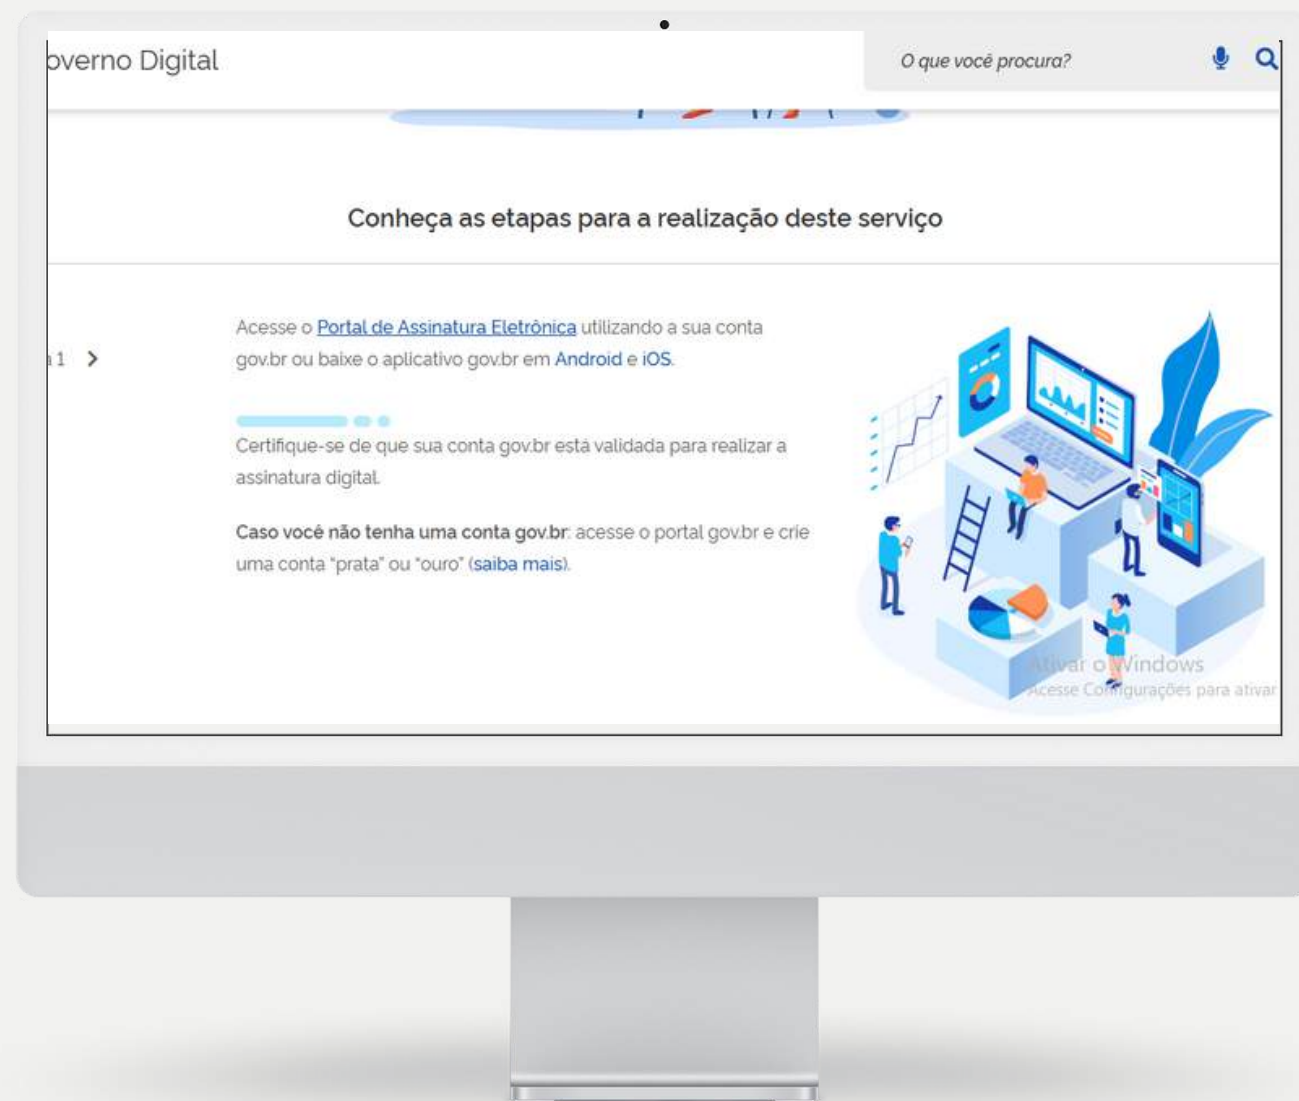 overno Digital
O que você procura?
Conheça as etapas para a realização deste serviço
Acesse o Portal de Assinatura Eletrônica utilizando a sua conta
1
gov.br ou baixe o aplicativo gov.br em Android e iOS.
Certifique-se de que sua conta gov.br está validada para realizar a
assinatura digital.
Caso você não tenha uma conta gov.br: acesse o portal gov.br e crie
uma conta "prata" ou "ouro" (saiba mais).
Ativar o Windows
Acesse Configurações para ativar